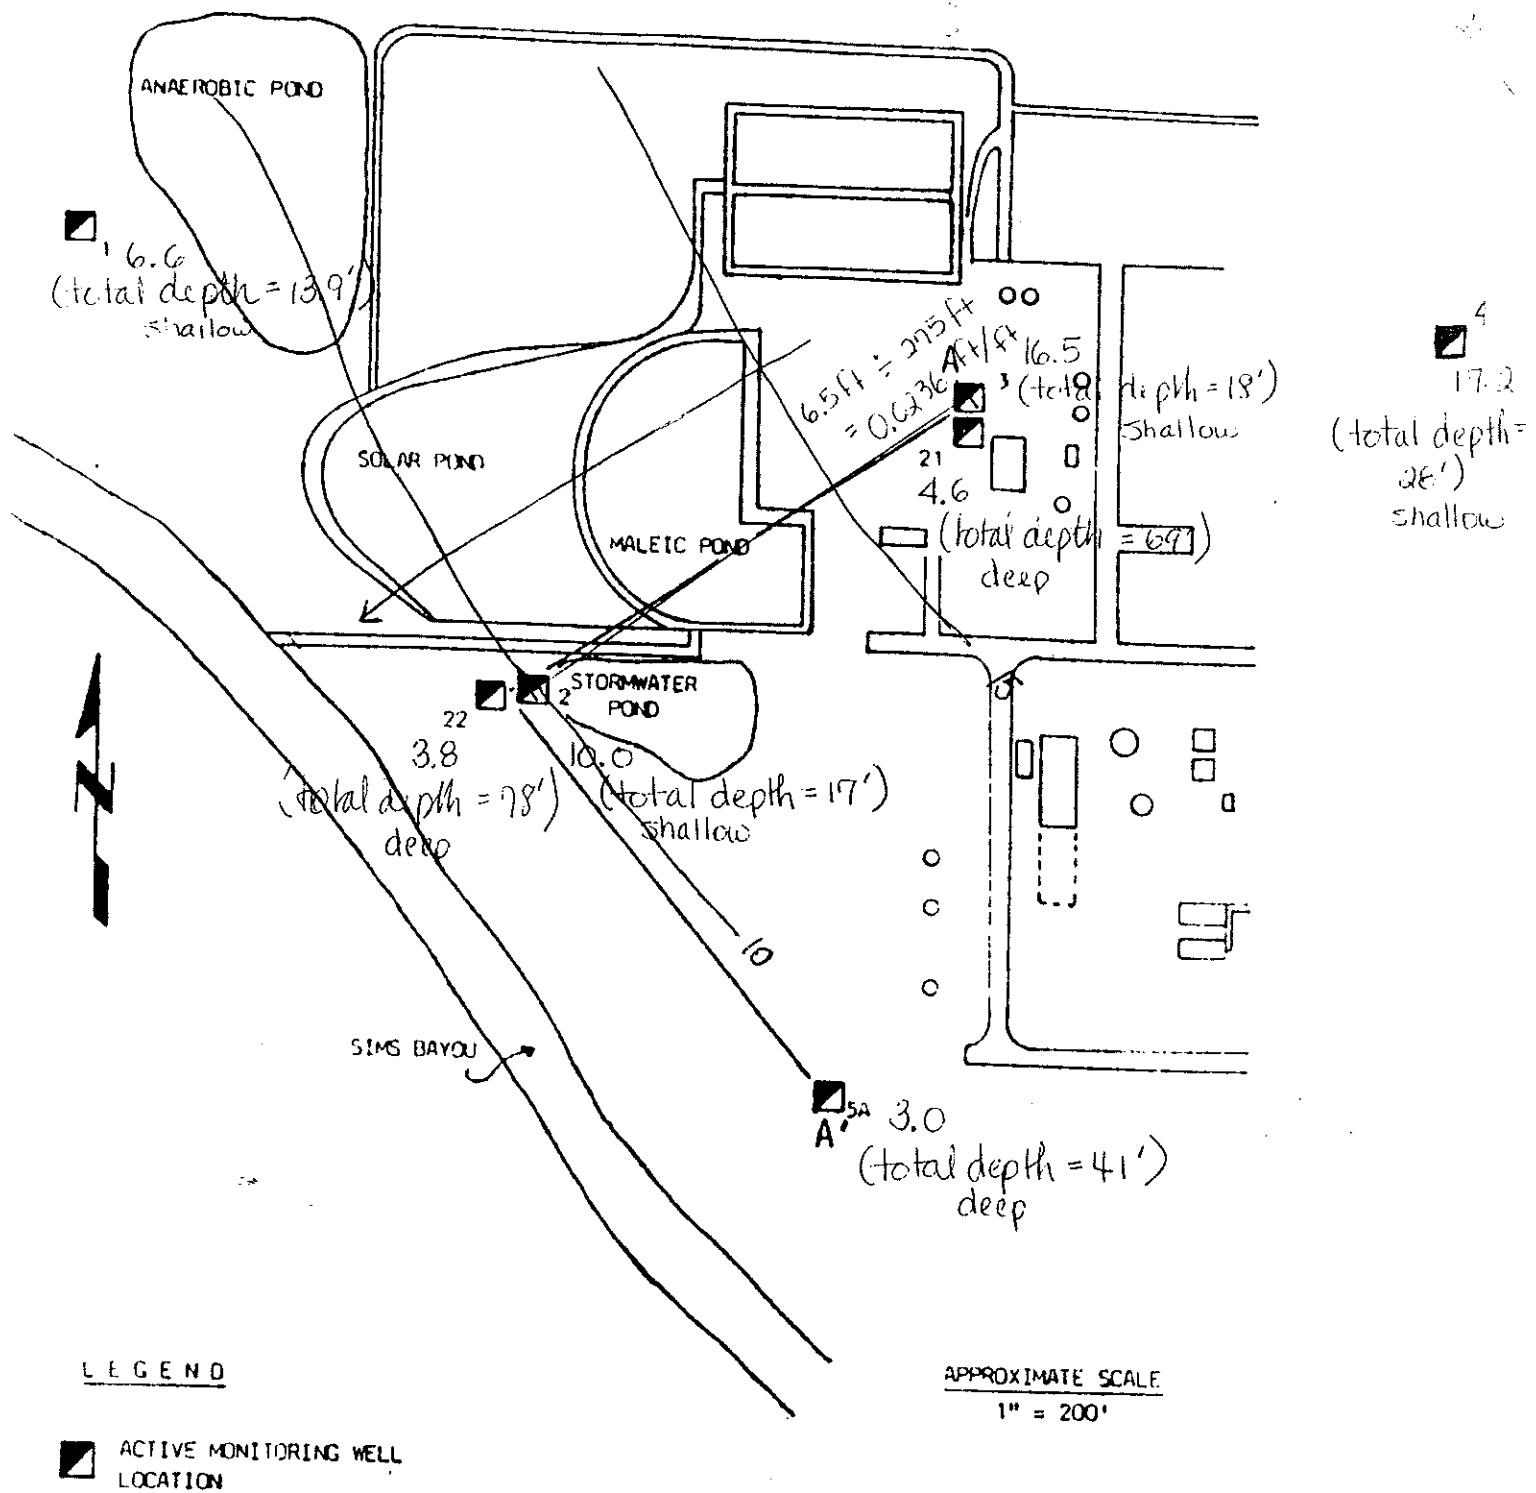 ANAEROBIC POND
1 6.6
(total depth = 13.9')
shallow
6.5 ft ÷ 275 ft
= 0.0236 ft/ft
A
3 16.5
(total depth = 18')
shallow
4
17.2
(total depth =
28')
shallow
SOLAR POND
21
4.6
(total depth = 69')
deep
MALEIC POND
STORMWATER
POND
2
22
3.8
(total depth = 78')
deep
10.0
(total depth = 17')
shallow
N
10
SIMS BAYOU
5A 3.0
A'
(total depth = 41')
deep
LEGEND
APPROXIMATE SCALE
1" = 200'
ACTIVE MONITORING WELL
LOCATION